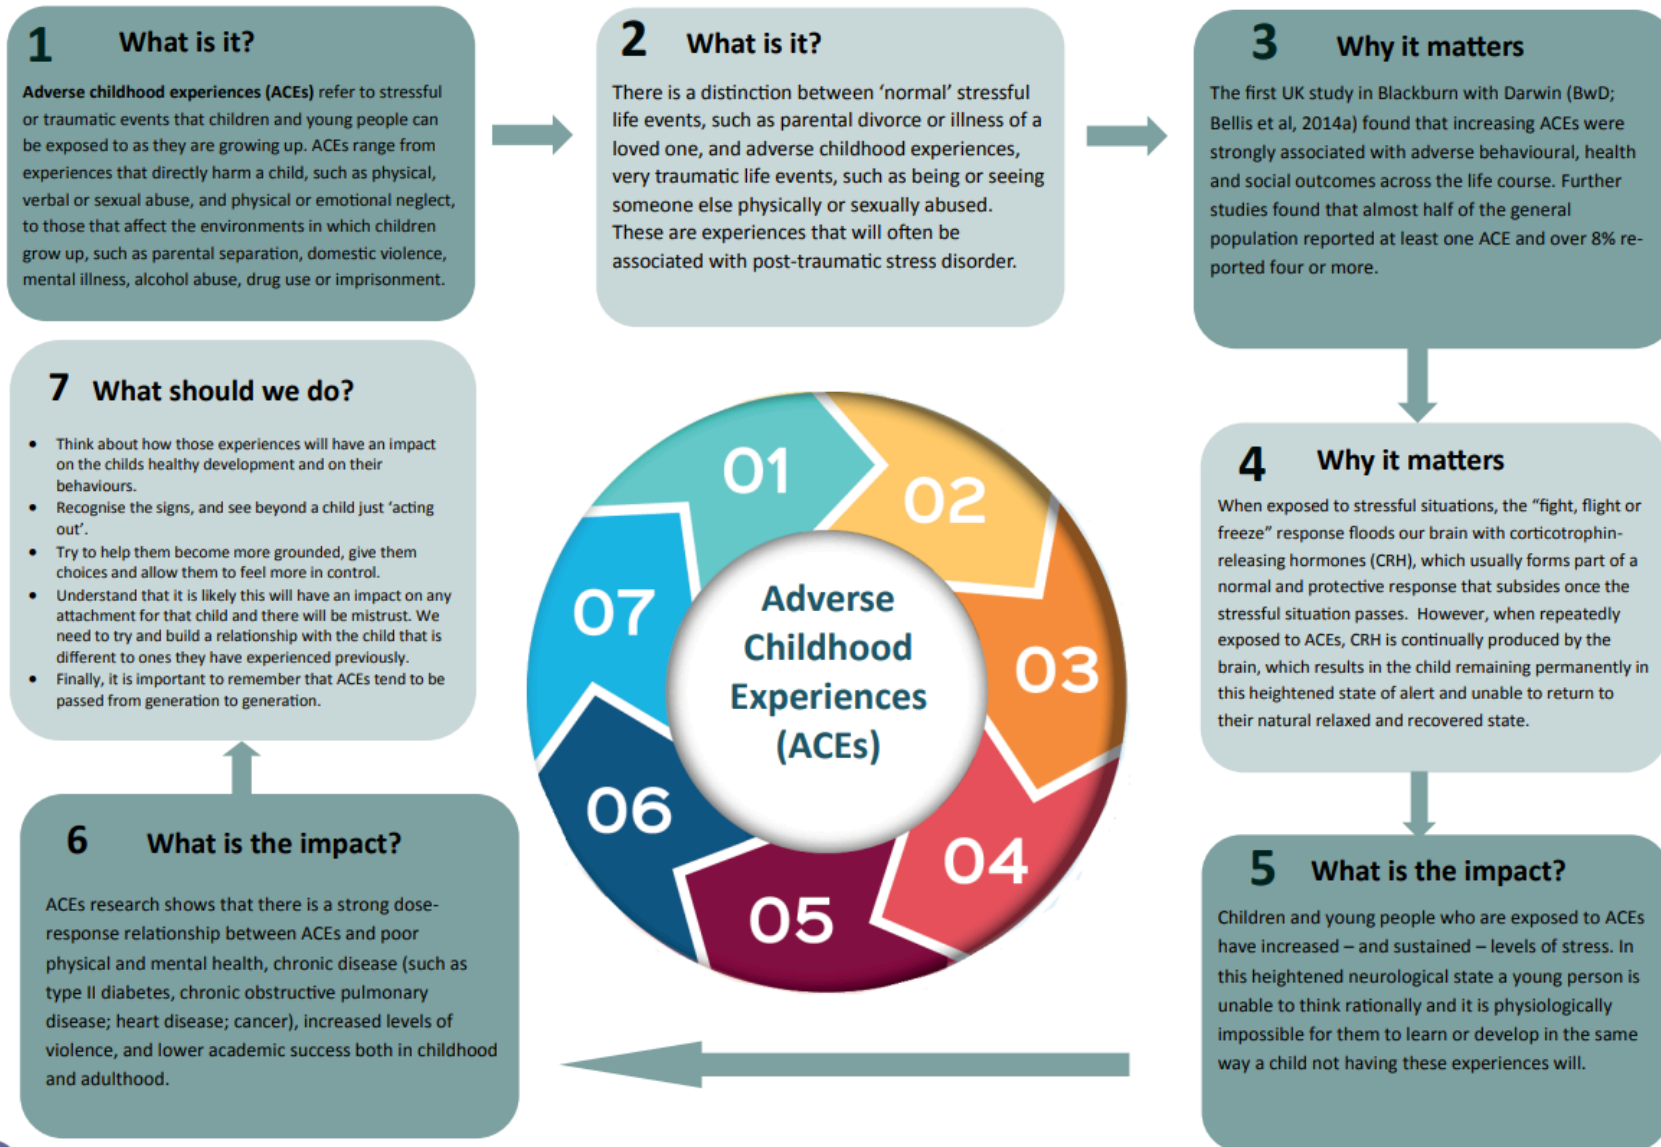 1 What is it?
Adverse childhood experiences (ACEs) refer to stressful
or traumatic events that children and young people can
be exposed to as they are growing up. ACEs range from
experiences that directly harm a child, such as physical,
verbal or sexual abuse, and physical or emotional neglect,
to those that affect the environments in which children
grow up, such as parental separation, domestic violence,
mental illness, alcohol abuse, drug use or imprisonment.
2 What is it?
There is a distinction between ‘normal’ stressful
life events, such as parental divorce or illness of a
loved one, and adverse childhood experiences,
very traumatic life events, such as being or seeing
someone else physically or sexually abused.
These are experiences that will often be
associated with post-traumatic stress disorder.
3 Why it matters
The first UK study in Blackburn with Darwin (BwD;
Bellis et al, 2014a) found that increasing ACEs were
strongly associated with adverse behavioural, health
and social outcomes across the life course. Further
studies found that almost half of the general
population reported at least one ACE and over 8% re-
ported four or more.
4 Why it matters
When exposed to stressful situations, the “fight, flight or
freeze” response floods our brain with corticotrophin-
releasing hormones (CRH), which usually forms part of a
normal and protective response that subsides once the
stressful situation passes. However, when repeatedly
exposed to ACEs, CRH is continually produced by the
brain, which results in the child remaining permanently in
this heightened state of alert and unable to return to
their natural relaxed and recovered state.
5 What is the impact?
Children and young people who are exposed to ACEs
have increased – and sustained – levels of stress. In
this heightened neurological state a young person is
unable to think rationally and it is physiologically
impossible for them to learn or develop in the same
way a child not having these experiences will.
6 What is the impact?
ACEs research shows that there is a strong dose-
response relationship between ACEs and poor
physical and mental health, chronic disease (such as
type II diabetes, chronic obstructive pulmonary
disease; heart disease; cancer), increased levels of
violence, and lower academic success both in childhood
and adulthood.
7 What should we do?
• Think about how those experiences will have an impact
on the childs healthy development and on their
behaviours.
• Recognise the signs, and see beyond a child just ‘acting
out’.
• Try to help them become more grounded, give them
choices and allow them to feel more in control.
• Understand that it is likely this will have an impact on any
attachment for that child and there will be mistrust. We
need to try and build a relationship with the child that is
different to ones they have experienced previously.
• Finally, it is important to remember that ACEs tend to be
passed from generation to generation.
01
02
03
04
05
06
07
Adverse
Childhood
Experiences
(ACEs)